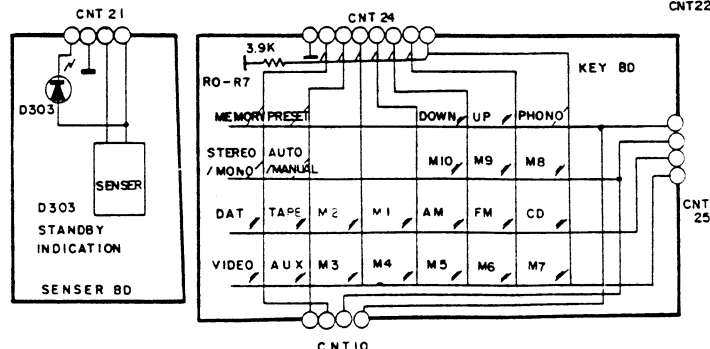 CNT 21
CNT 24
CNT22
3.9K
RO-R7
KEY BD
D303
MEMORY PRESET DOWN UP PHONO
STEREO /MONO AUTO /MANUAL M10 M9 M8
SENSER
D303
STANDBY
INDICATION
DAT TAPE M2 M1 AM FM CD
CNT
25
VIDEO AUX M3 M4 M5 M6 M7
SENSER BD
CNT10